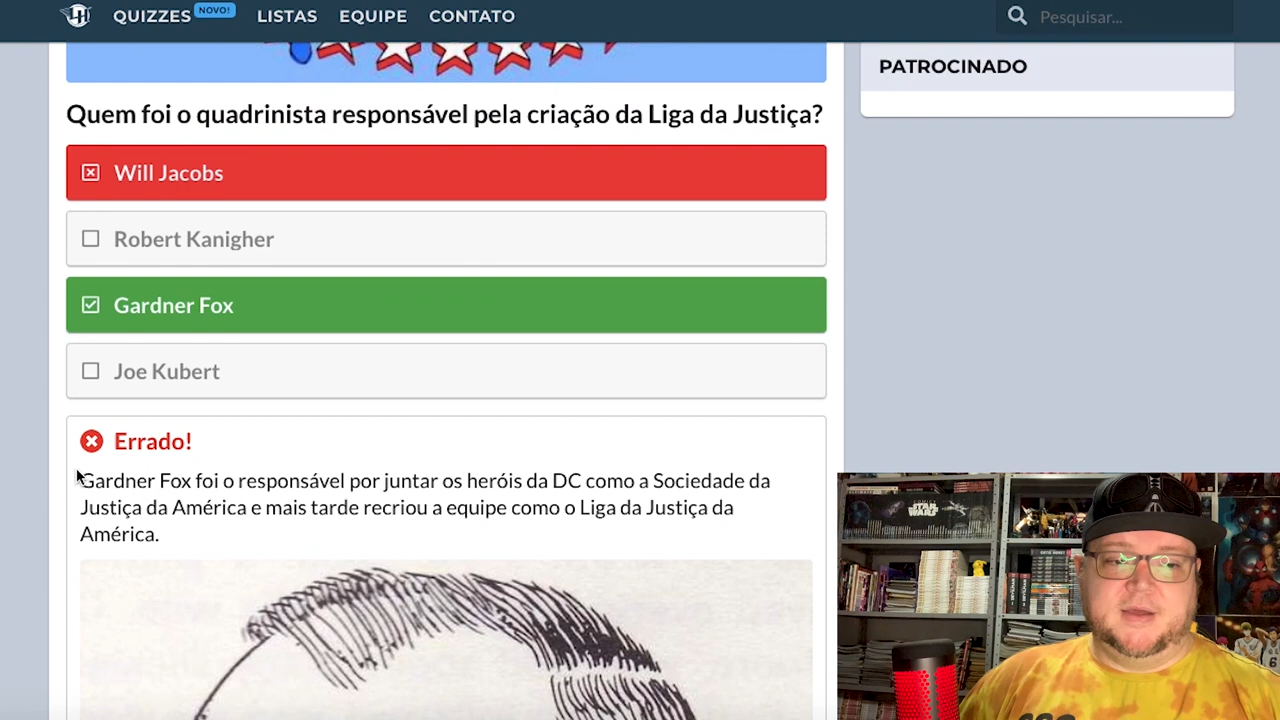 QUIZZES NOVO! LISTAS EQUIPE CONTATO
Pesquisar...
PATROCINADO
Quem foi o quadrinista responsável pela criação da Liga da Justiça?
Will Jacobs
Robert Kanigher
Gardner Fox
Joe Kubert
Errado!
Gardner Fox foi o responsável por juntar os heróis da DC como a Sociedade da
Justiça da América e mais tarde recriou a equipe como o Liga da Justiça da
América.
STAR
WARS